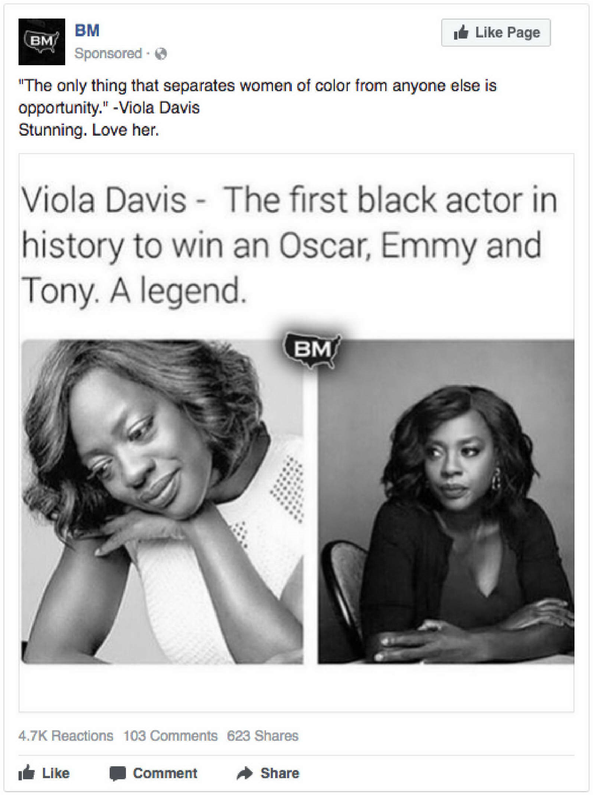 BM
BM
Like Page
Sponsored ·
"The only thing that separates women of color from anyone else is
opportunity." -Viola Davis
Stunning. Love her.
Viola Davis - The first black actor in
history to win an Oscar, Emmy and
Tony. A legend.
BM
4.7K Reactions 103 Comments 623 Shares
Like Comment Share